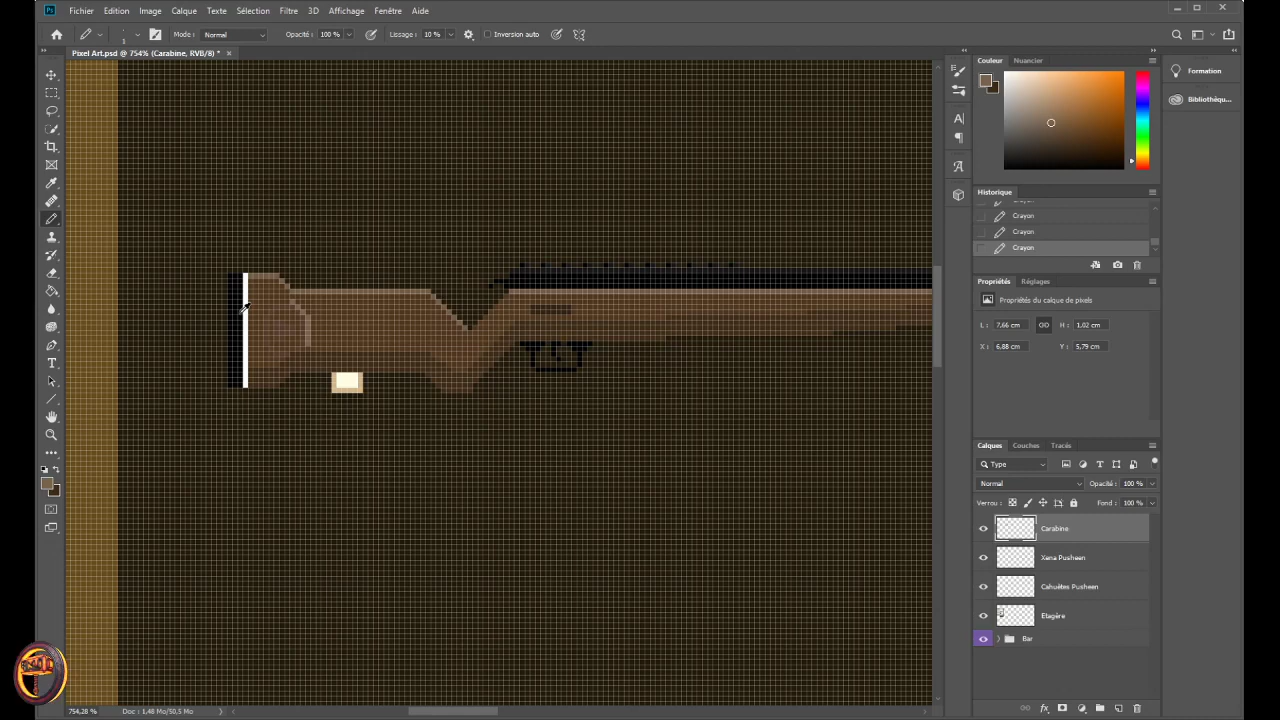 Ps Fichier Edition Image Calque Texte Sélection Filtre 3D Affichage Fenêtre Aide
1 Mode : Normal Opacité : 100 % Lissage : 10 % Inversion auto
Pixel Art.psd @ 754% (Carabine, RVB/8) *
Couleur Nuancier
Formation
Bibliothèqu...
Historique
Crayon
Crayon
Crayon
Propriétés Réglages
Propriétés du calque de pixels
L : 7,66 cm H : 1,02 cm
X : 6,88 cm Y : 5,79 cm
Calques Couches Tracés
Type
Normal Opacité : 100 %
Verrou : Fond : 100 %
Carabine
Xena Pusheen
Cahuètes Pusheen
Etagère
Bar
754,28 % Doc : 1,48 Mo/50,5 Mo